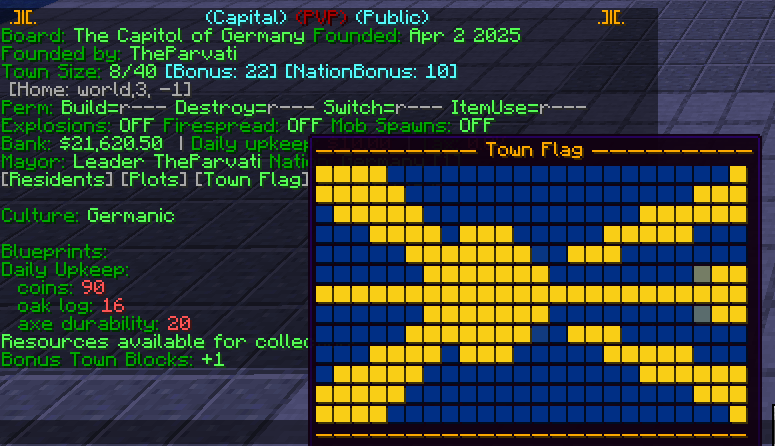 .][. (Capital) (PVP) (Public) .][.
Board: The Capitol of Germany Founded: Apr 2 2025
Founded by: TheParvati
Town Size: 8/40 [Bonus: 22] [NationBonus: 10]
[Home: world,3, -1]
Perm: Build=r--- Destroy=r--- Switch=r--- ItemUse=r---
Explosions: OFF Firespread: OFF Mob Spawns: OFF
Bank: $21,620.50 | Daily upkeep
Mayor: Leader TheParvati Nati
[Residents] [Plots] [Town Flag]
Culture: Germanic
Blueprints:
Daily Upkeep:
coins: 90
oak log: 16
axe durability: 20
Resources available for collec
Bonus Town Blocks: +1
Town Flag